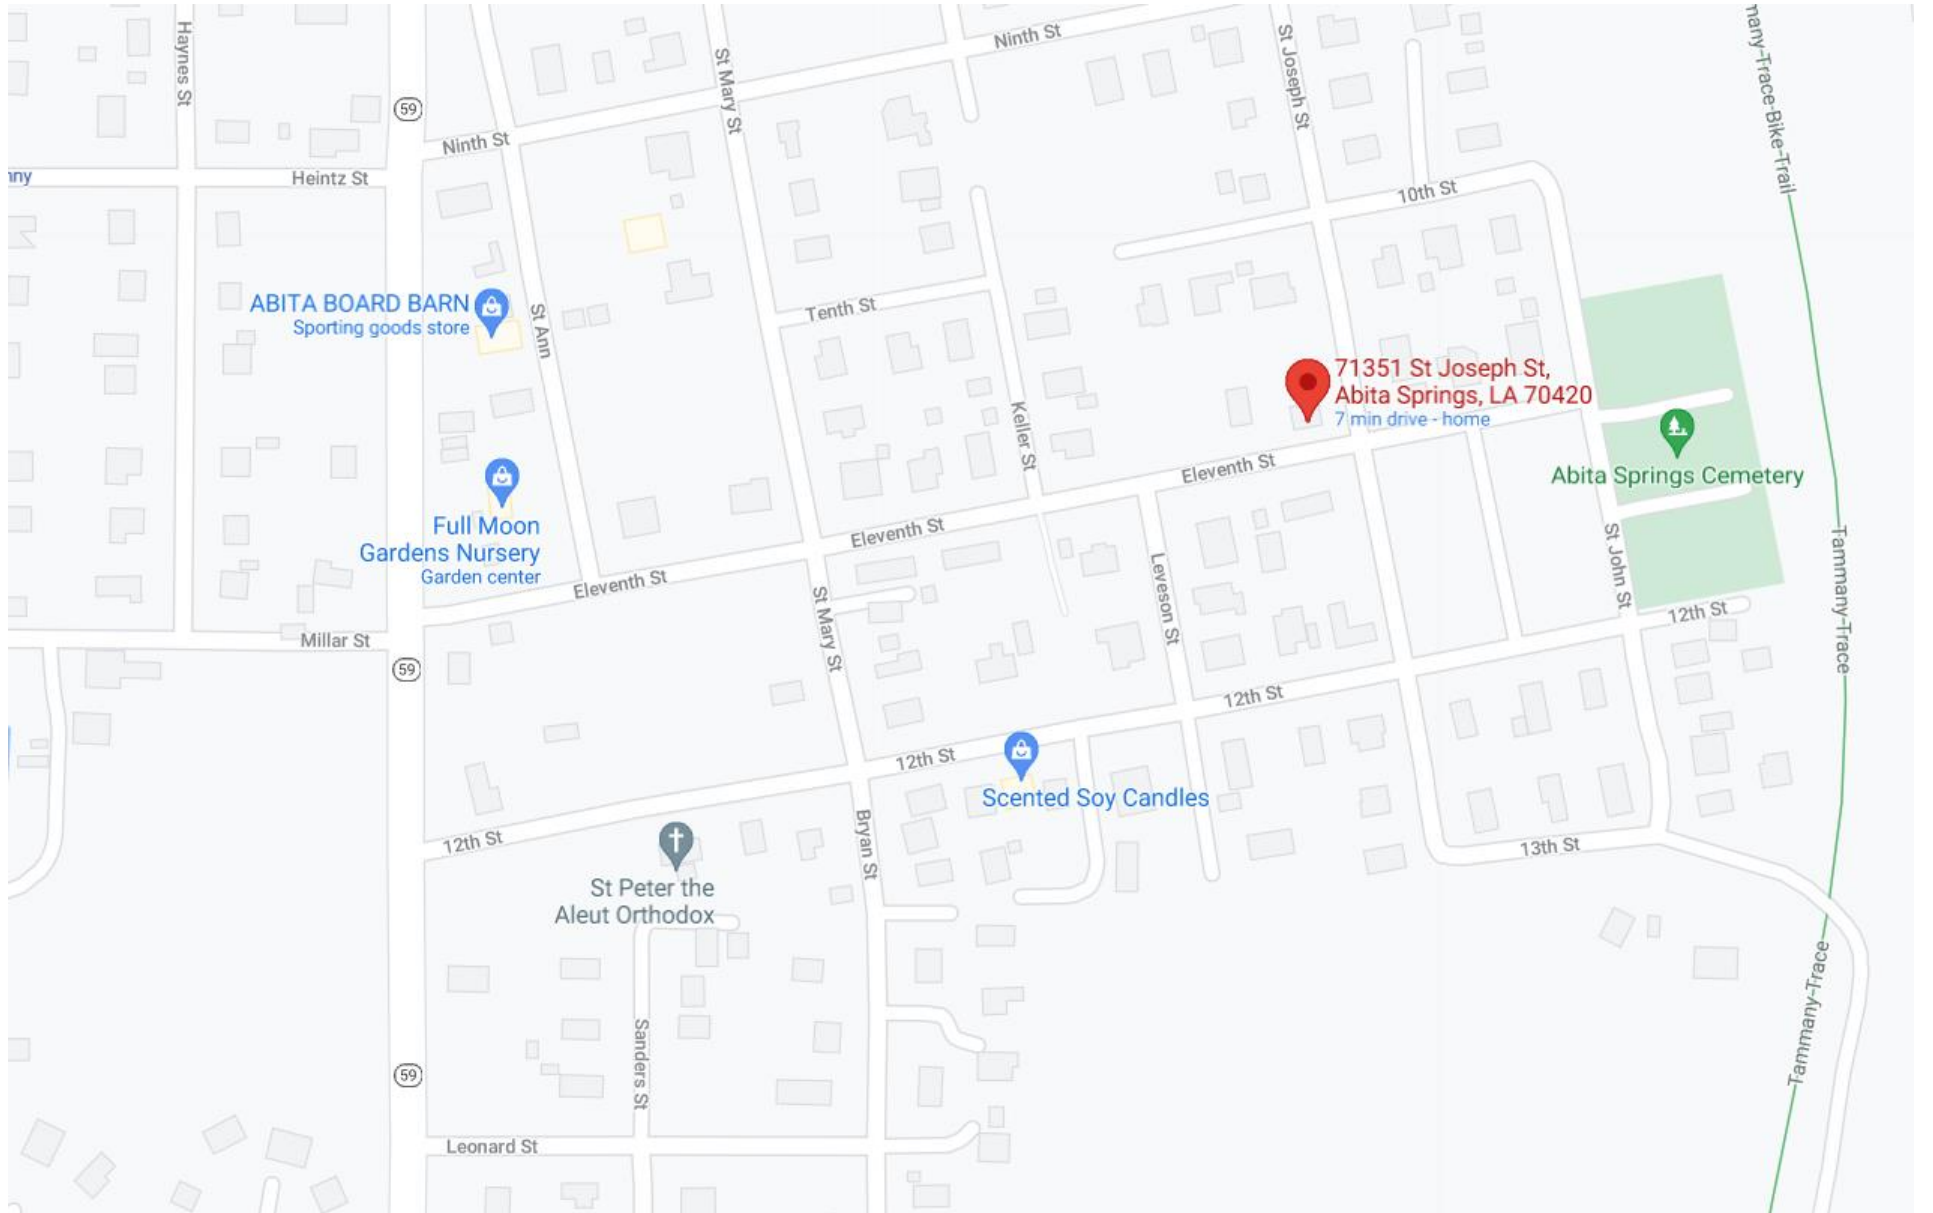 Haynes St
59
St Mary St
Ninth St
Ninth St
St Joseph St
many-Trace-Bike-Trail
Heintz St
10th St
ABITA BOARD BARN
Sporting goods store
St Ann
Tenth St
71351 St Joseph St,
Abita Springs, LA 70420
7 min drive - home
Keller St
Eleventh St
Abita Springs Cemetery
Full Moon
Gardens Nursery
Garden center
Eleventh St
Eleventh St
St John St
Tammany-Trace
Leveson St
St Mary St
12th St
Millar St
59
12th St
12th St
Scented Soy Candles
12th St
Bryan St
13th St
St Peter the
Aleut Orthodox
Tammany-Trace
Sanders St
59
Leonard St